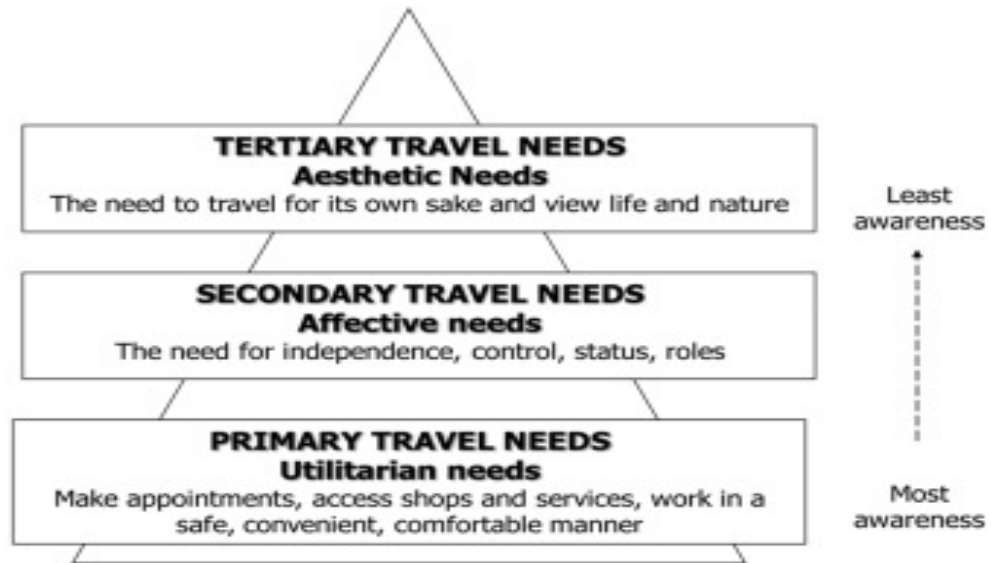 TERTIARY TRAVEL NEEDS
Aesthetic Needs
The need to travel for its own sake and view life and nature
Least
awareness
SECONDARY TRAVEL NEEDS
Affective needs
The need for independence, control, status, roles
PRIMARY TRAVEL NEEDS
Utilitarian needs
Make appointments, access shops and services, work in a
safe, convenient, comfortable manner
Most
awareness